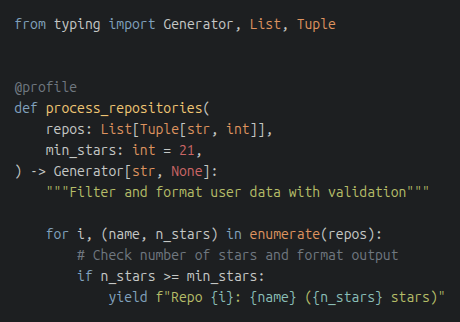 from typing import Generator, List, Tuple


@profile
def process_repositories(
    repos: List[Tuple[str, int]],
    min_stars: int = 21,
) -> Generator[str, None]:
    """Filter and format user data with validation"""

    for i, (name, n_stars) in enumerate(repos):
        # Check number of stars and format output
        if n_stars >= min_stars:
            yield f"Repo {i}: {name} ({n_stars} stars)"